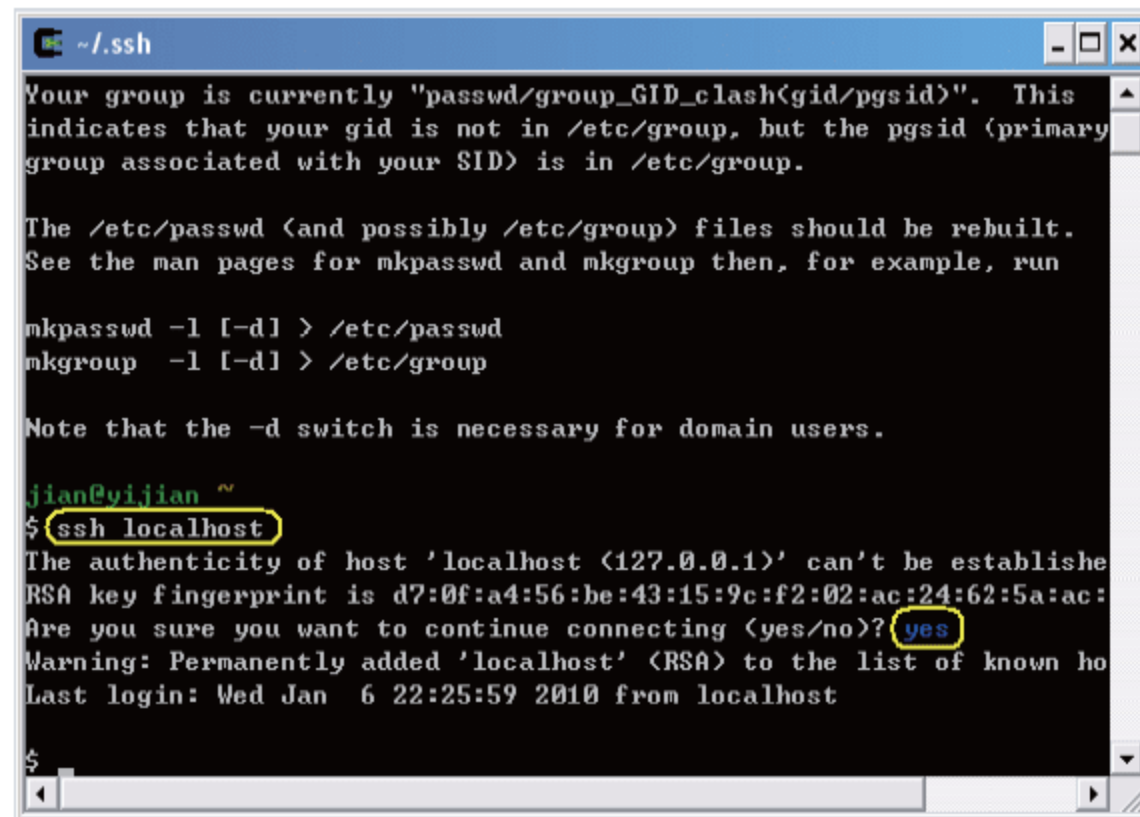 ~/.ssh
Your group is currently "passwd/group_GID_clash(gid/pgsid)". This
indicates that your gid is not in /etc/group, but the pgsid (primary
group associated with your SID) is in /etc/group.
The /etc/passwd (and possibly /etc/group) files should be rebuilt.
See the man pages for mkpasswd and mkgroup then, for example, run
mkpasswd -l [-d] > /etc/passwd
mkgroup -l [-d] > /etc/group
Note that the -d switch is necessary for domain users.
jian@yijian ~
$ ssh localhost
The authenticity of host 'localhost (127.0.0.1)' can't be establishe
RSA key fingerprint is d7:0f:a4:56:be:43:15:9c:f2:02:ac:24:62:5a:ac:
Are you sure you want to continue connecting (yes/no)? yes
Warning: Permanently added 'localhost' (RSA) to the list of known ho
Last login: Wed Jan 6 22:25:59 2010 from localhost
$